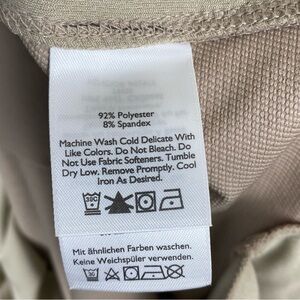 92% Polyester
8% Spandex
Machine Wash Cold Delicate With
Like Colors. Do Not Bleach. Do
Not Use Fabric Softeners. Tumble
Dry Low. Remove Promptly. Cool
Iron As Desired.
Mit ähnlichen Farben waschen.
Keine Weichspüler verwenden.